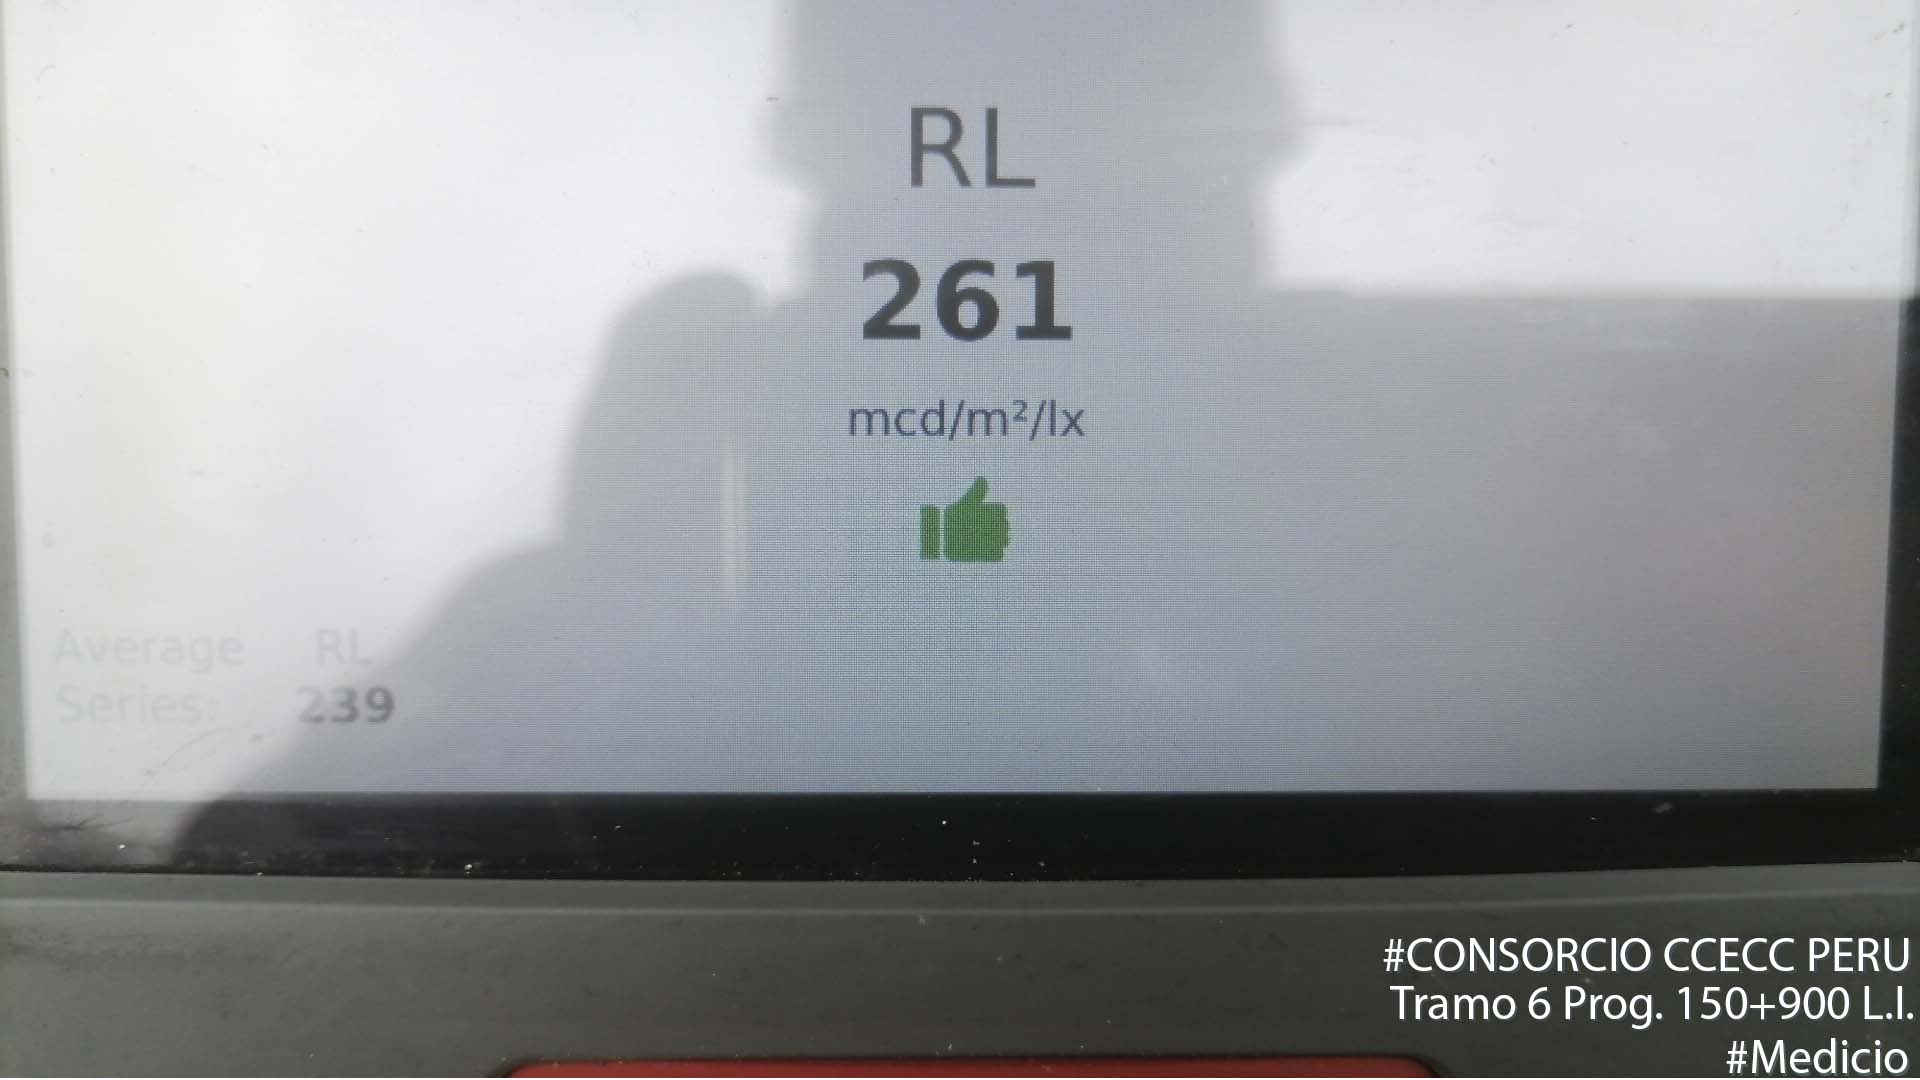 RL
261
mcd/m²/lx
Average RL
Series: 239
#CONSORCIO CCECC PERU
Tramo 6 Prog. 150+900 L.I.
#Medicio